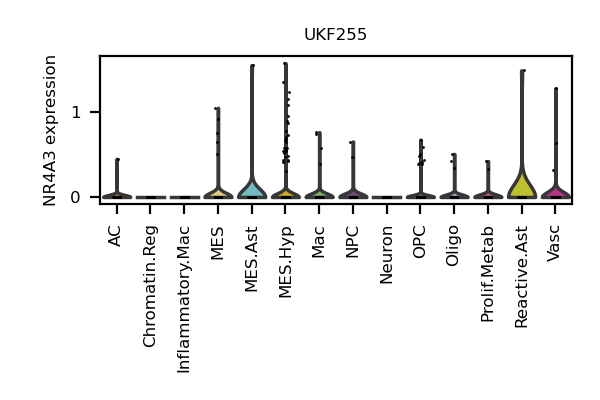 UKF255
NR4A3 expression
1
0
AC
Chromatin.Reg
Inflammatory.Mac
MES
MES.Ast
MES.Hyp
Mac
NPC
Neuron
OPC
Oligo
Prolif.Metab
Reactive.Ast
Vasc